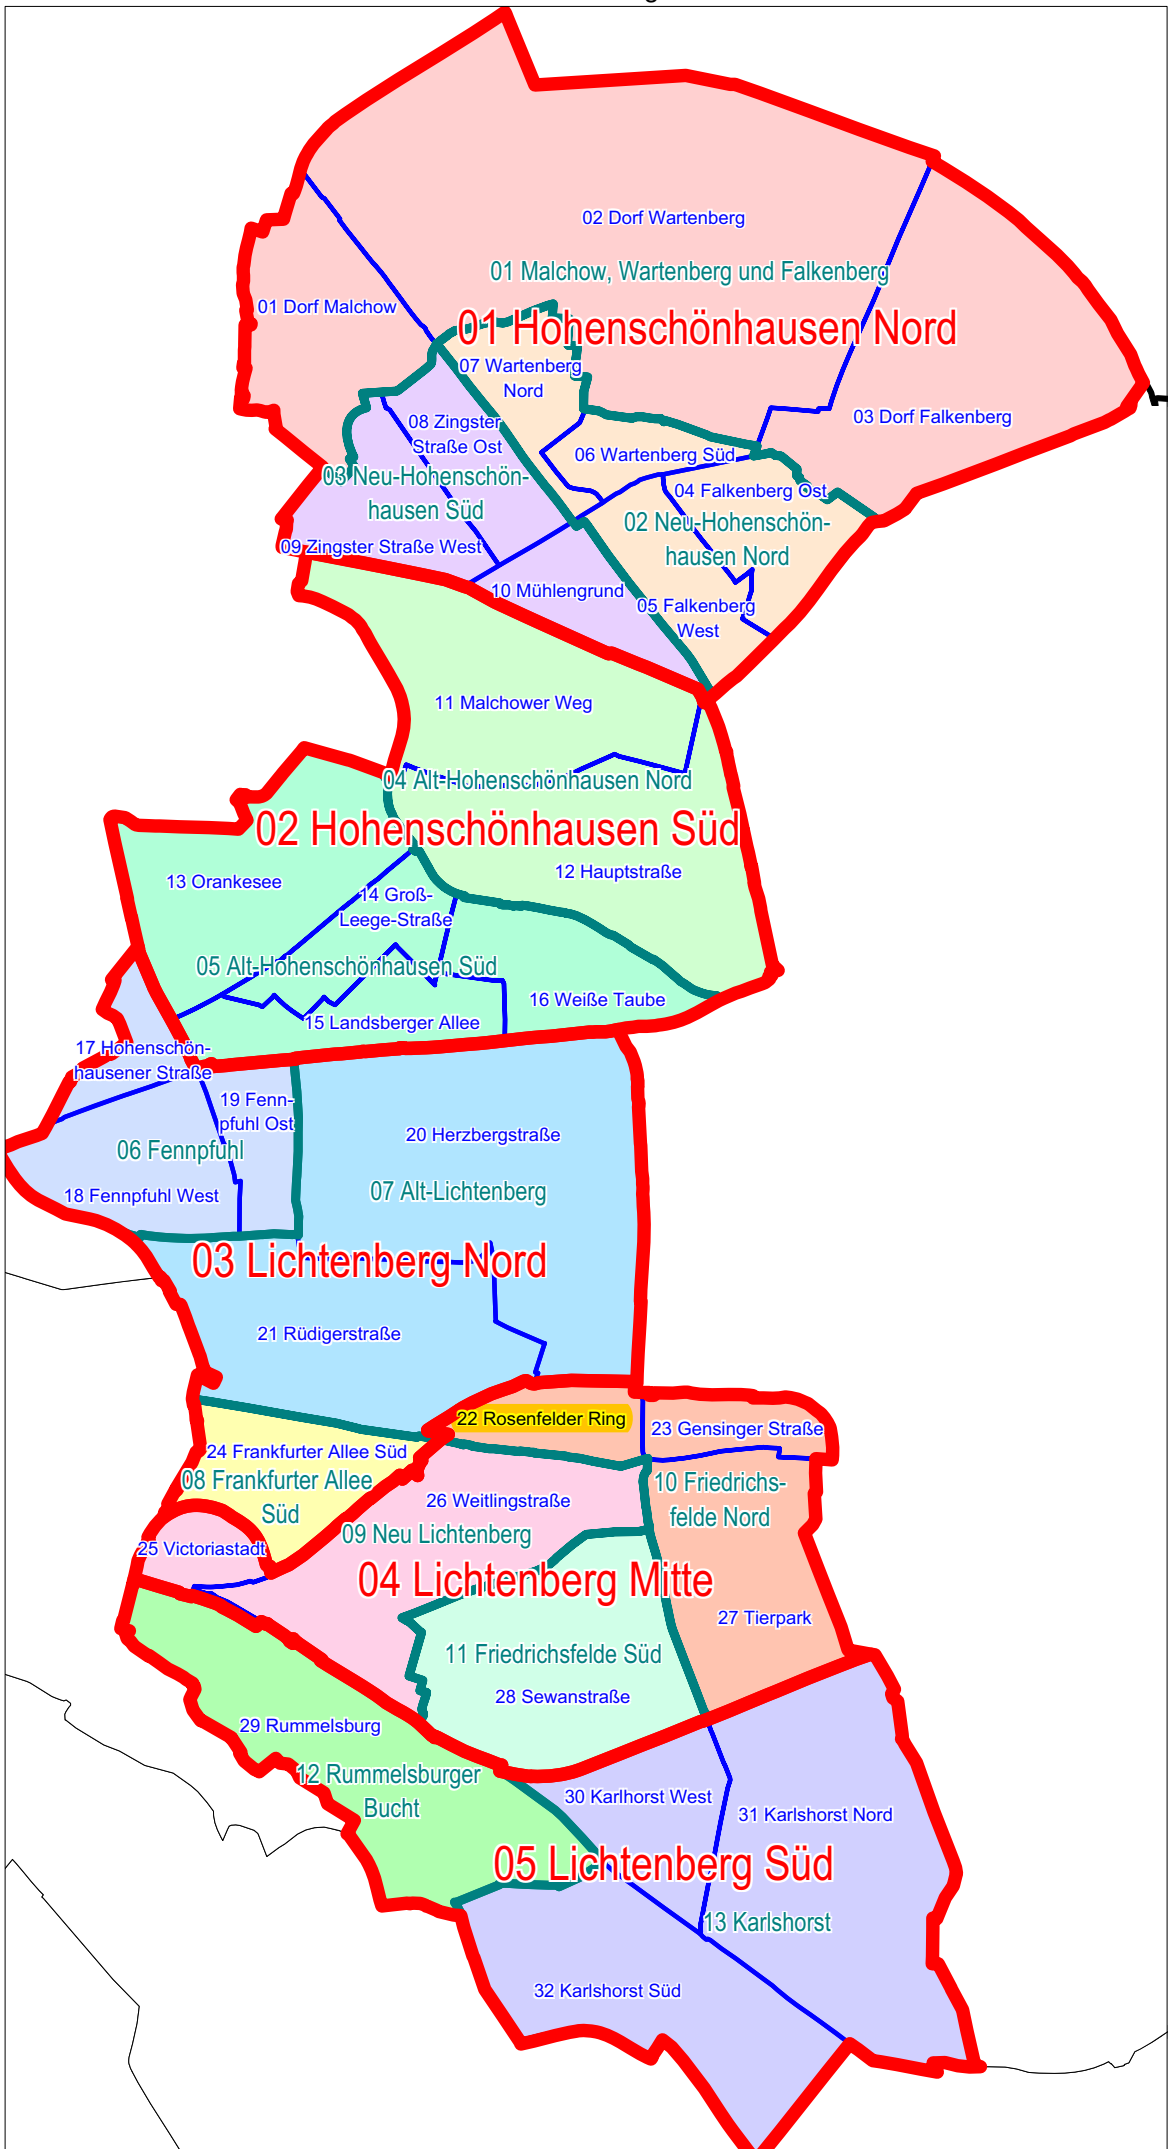 02 Dorf Wartenberg
01 Malchow, Wartenberg und Falkenberg
01 Dorf Malchow
01 Hohenschönhausen Nord
07 Wartenberg
Nord
03 Dorf Falkenberg
08 Zingster
Straße Ost
06 Wartenberg Süd
03 Neu-Hohenschön-
hausen Süd
04 Falkenberg Ost
02 Neu-Hohenschön-
hausen Nord
09 Zingster Straße West
10 Mühlengrund
05 Falkenberg
West
11 Malchower Weg
04 Alt-Hohenschönhausen Nord
02 Hohenschönhausen Süd
12 Hauptstraße
13 Orankesee
14 Groß-
Leege-Straße
05 Alt-Hohenschönhausen Süd
16 Weiße Taube
15 Landsberger Allee
17 Hohenschön-
hausener Straße
19 Fenn-
pfuhl Ost
20 Herzbergstraße
06 Fennpfuhl
18 Fennpfuhl West
07 Alt-Lichtenberg
03 Lichtenberg Nord
21 Rüdigerstraße
22 Rosenfelder Ring
23 Gensinger Straße
24 Frankfurter Allee Süd
08 Frankfurter Allee
Süd
10 Friedrichs-
felde Nord
26 Weitlingstraße
09 Neu Lichtenberg
25 Victoriastadt
04 Lichtenberg Mitte
27 Tierpark
11 Friedrichsfelde Süd
28 Sewanstraße
29 Rummelsburg
12 Rummelsburger
Bucht
30 Karlhorst West
31 Karlshorst Nord
05 Lichtenberg Süd
13 Karlshorst
32 Karlshorst Süd